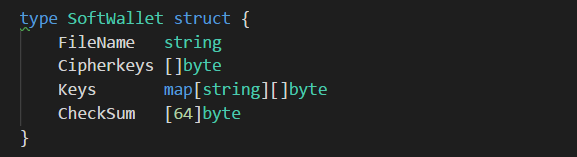 type SoftWallet struct {
    FileName   string
    Cipherkeys []byte
    Keys       map[string][]byte
    CheckSum   [64]byte
}